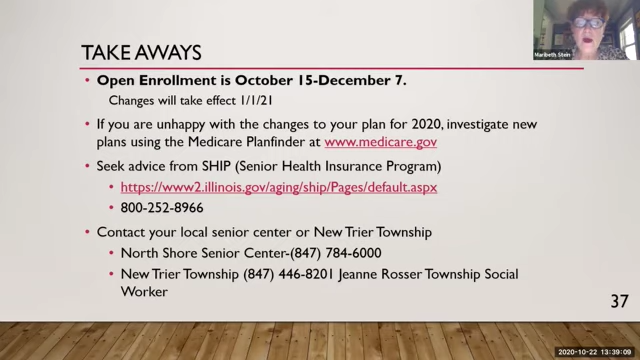 TAKE AWAYS
Maribeth Stein
• Open Enrollment is October 15-December 7.
Changes will take effect 1/1/21
• If you are unhappy with the changes to your plan for 2020, investigate new
plans using the Medicare Planfinder at www.medicare.gov
• Seek advice from SHIP (Senior Health Insurance Program)
• https://www2.illinois.gov/aging/ship/Pages/default.aspx
• 800-252-8966
• Contact your local senior center or New Trier Township
• North Shore Senior Center-(847) 784-6000
• New Trier Township (847) 446-8201 Jeanne Rosser Township Social
Worker
37
2020-10-22 13:39:09